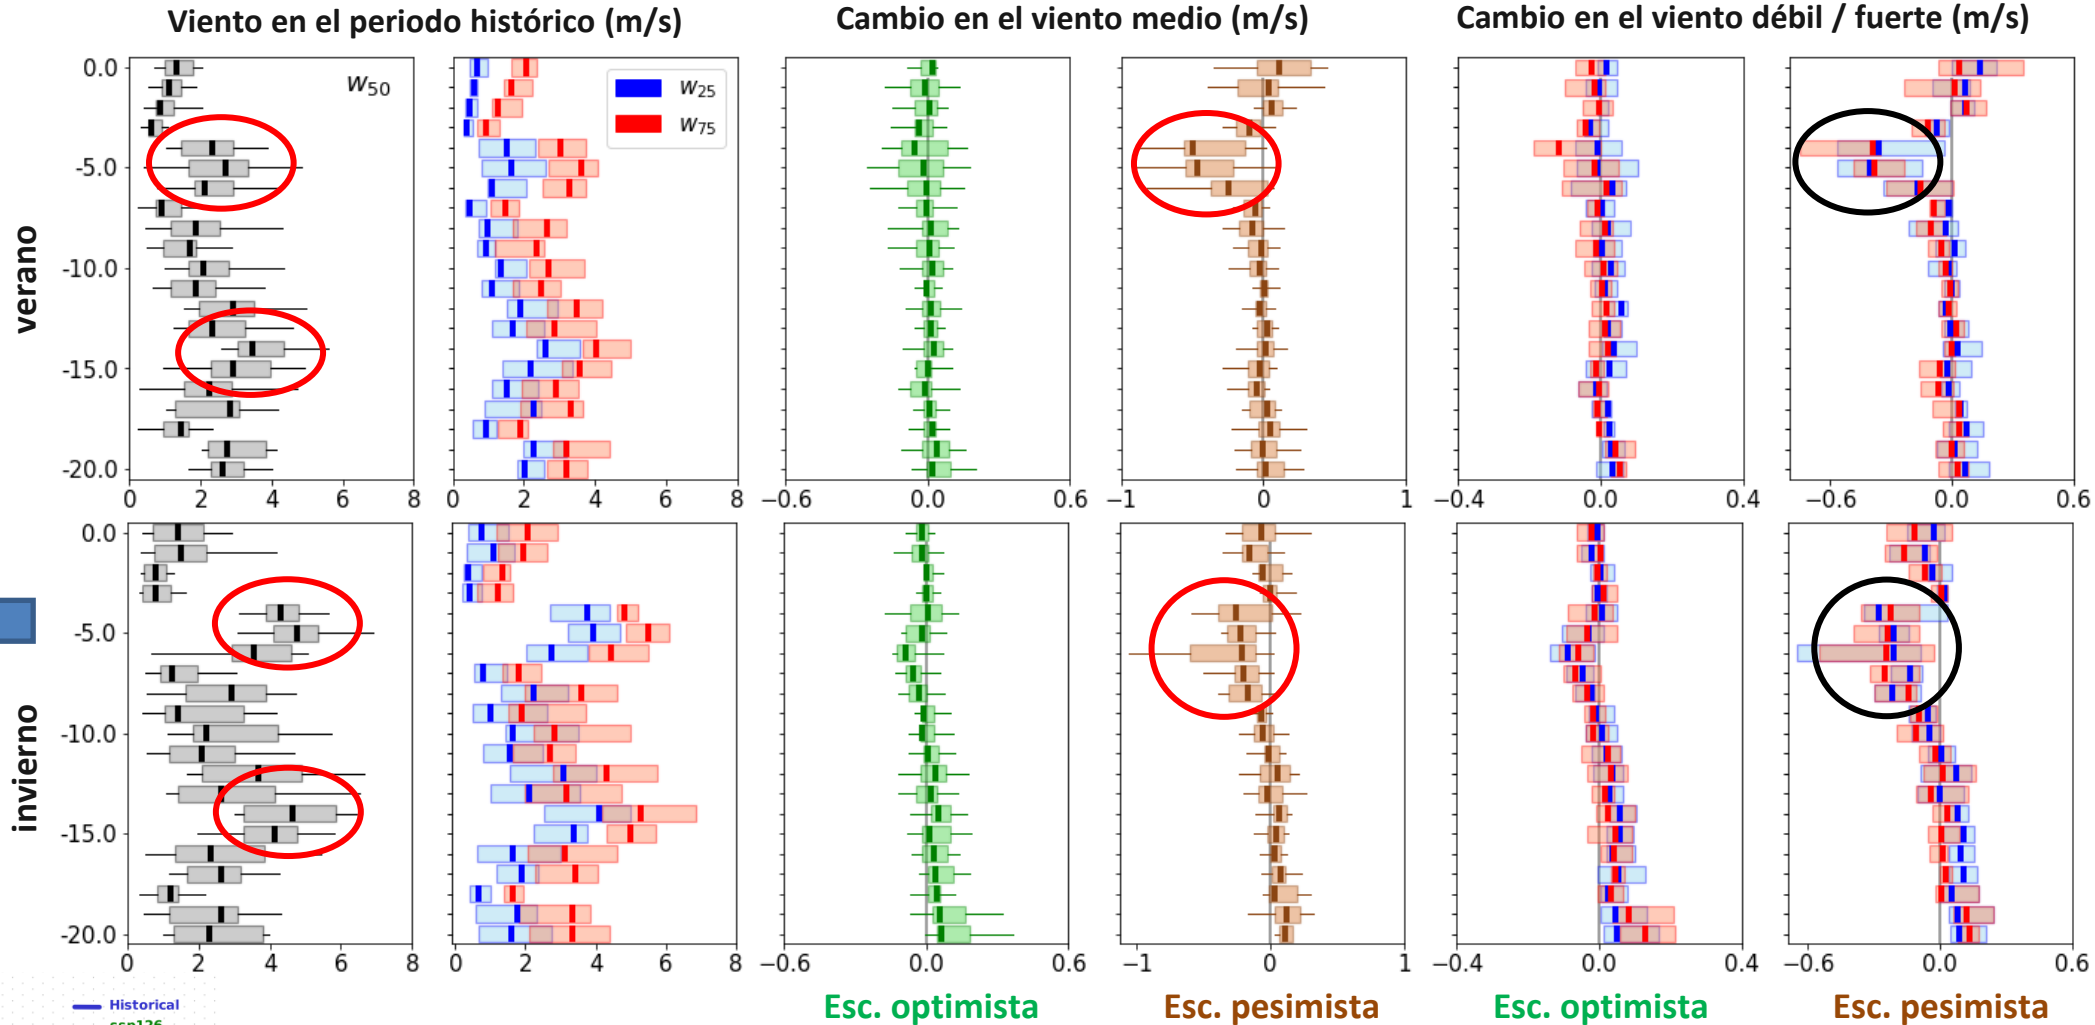 Viento en el periodo histórico (m/s)
Cambio en el viento medio (m/s)
Cambio en el viento débil / fuerte (m/s)
verano
0.0
-5.0
-10.0
-15.0
-20.0
w50
w25
w75
0 2 4 6 8
0 2 4 6 8
−0.6 0.0 0.6
−1 0 1
−0.4 0.0 0.4
−0.6 0.0 0.6
invierno
0.0
-5.0
-10.0
-15.0
-20.0
0 2 4 6 8
0 2 4 6 8
−0.6 0.0 0.6
−1 0 1
−0.4 0.0 0.4
−0.6 0.0 0.6
Esc. optimista
Esc. pesimista
Esc. optimista
Esc. pesimista
Historical
ssp126